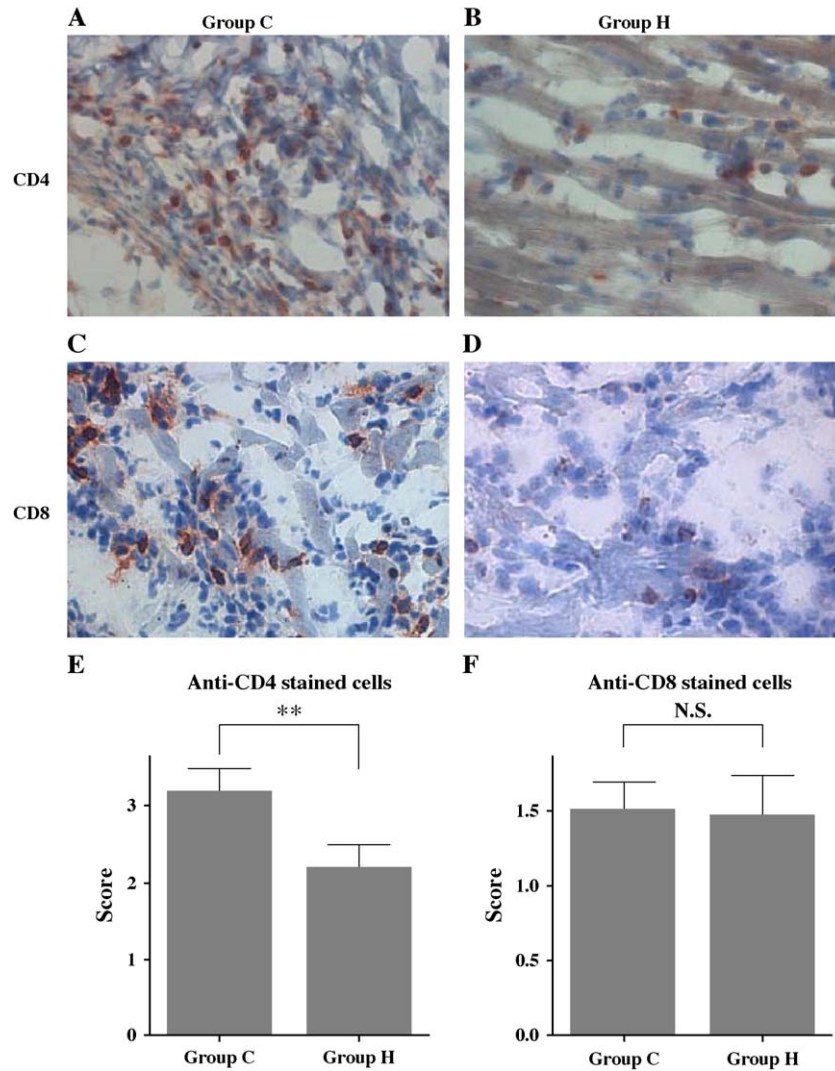 A
Group C
B
Group H
CD4
C
D
CD8
E
Anti-CD4 stained cells
**
3
2
1
0
Score
Group C
Group H
F
Anti-CD8 stained cells
N.S.
1.5
1.0
0.5
0.0
Score
Group C
Group H